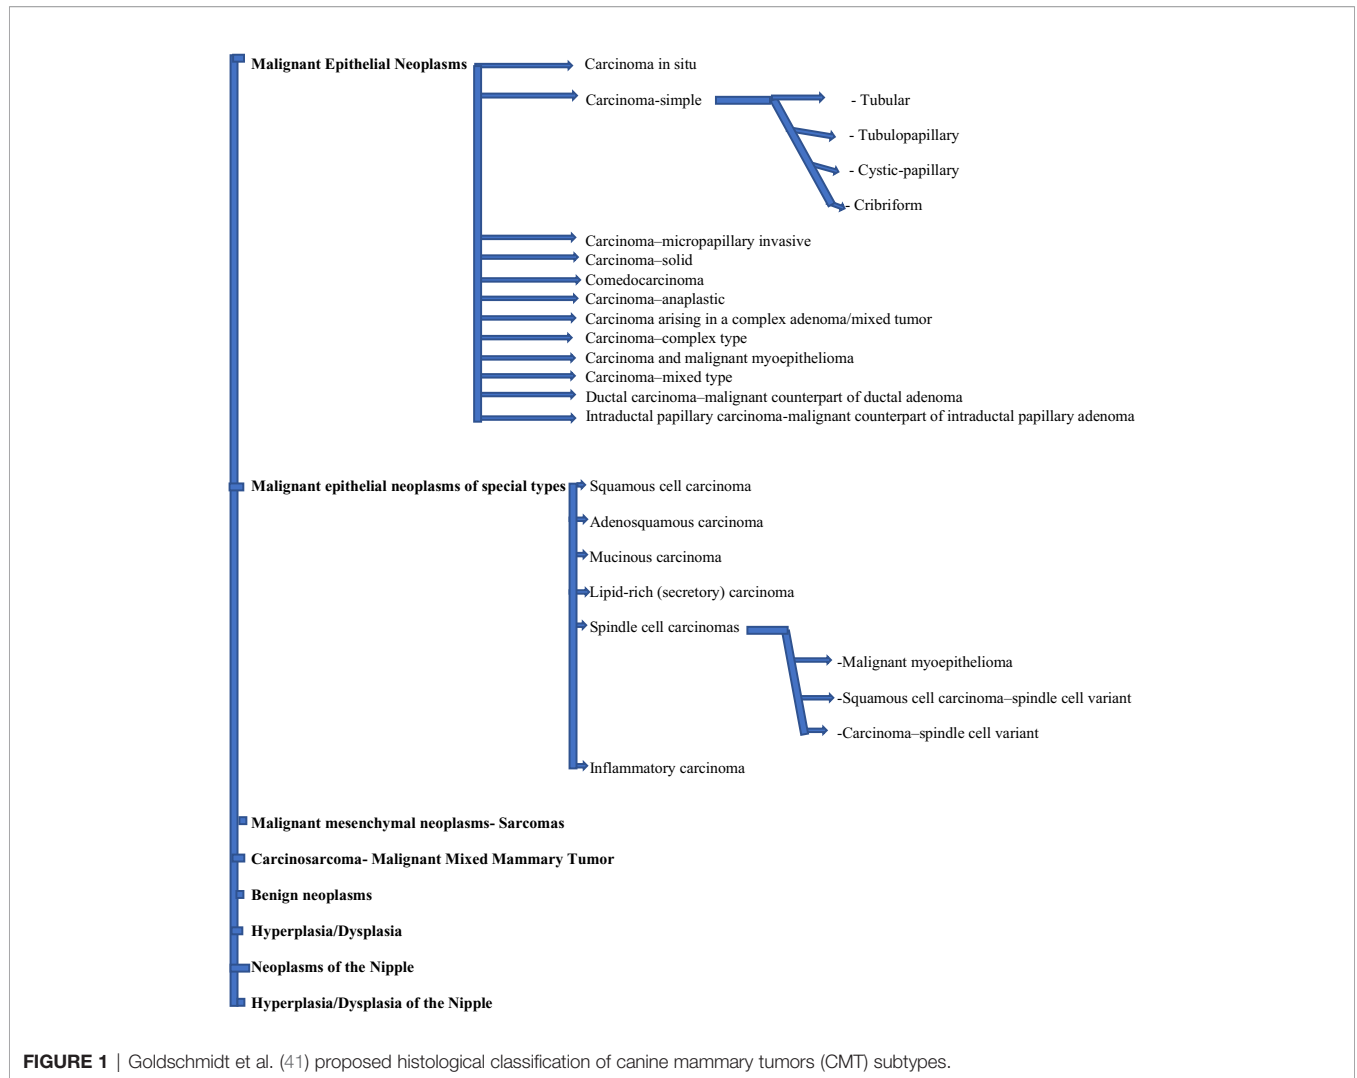 Malignant Epithelial Neoplasms
Carcinoma in situ
Carcinoma-simple
- Tubular
- Tubulopapillary
- Cystic-papillary
- Cribriform
Carcinoma–micropapillary invasive
Carcinoma–solid
Comedocarcinoma
Carcinoma–anaplastic
Carcinoma arising in a complex adenoma/mixed tumor
Carcinoma–complex type
Carcinoma and malignant myoepithelioma
Carcinoma–mixed type
Ductal carcinoma–malignant counterpart of ductal adenoma
Intraductal papillary carcinoma-malignant counterpart of intraductal papillary adenoma
Malignant epithelial neoplasms of special types
Squamous cell carcinoma
Adenosquamous carcinoma
Mucinous carcinoma
Lipid-rich (secretory) carcinoma
Spindle cell carcinomas
-Malignant myoepithelioma
-Squamous cell carcinoma–spindle cell variant
-Carcinoma–spindle cell variant
Inflammatory carcinoma
Malignant mesenchymal neoplasms- Sarcomas
Carcinosarcoma- Malignant Mixed Mammary Tumor
Benign neoplasms
Hyperplasia/Dysplasia
Neoplasms of the Nipple
Hyperplasia/Dysplasia of the Nipple
FIGURE 1 | Goldschmidt et al. (41) proposed histological classification of canine mammary tumors (CMT) subtypes.